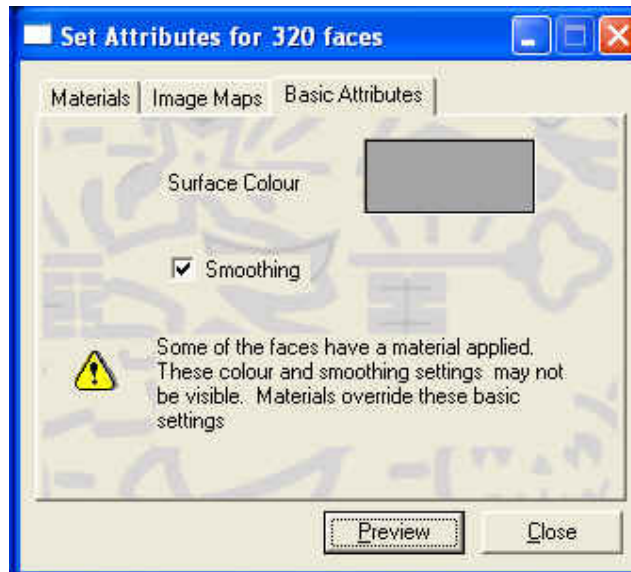 Set Attributes for 320 faces
Materials Image Maps Basic Attributes
Surface Colour
Smoothing
Some of the faces have a material applied.
These colour and smoothing settings may not
be visible. Materials override these basic
settings
Preview Close